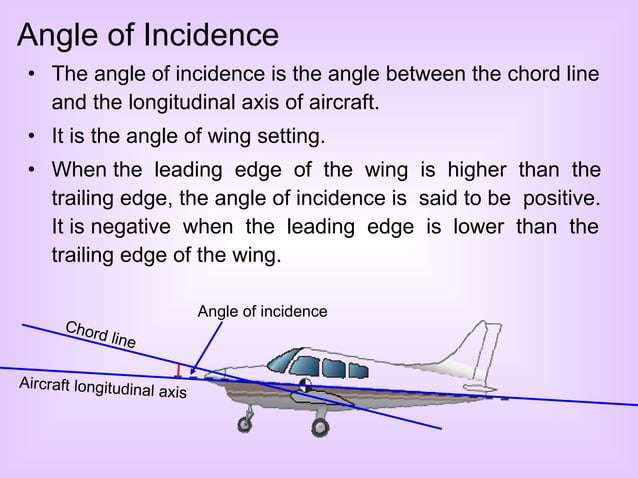 Angle of Incidence
• The angle of incidence is the angle between the chord line
and the longitudinal axis of aircraft.
• It is the angle of wing setting.
• When the leading edge of the wing is higher than the
trailing edge, the angle of incidence is said to be positive.
It is negative when the leading edge is lower than the
trailing edge of the wing.
Angle of incidence
Chord line
Aircraft longitudinal axis